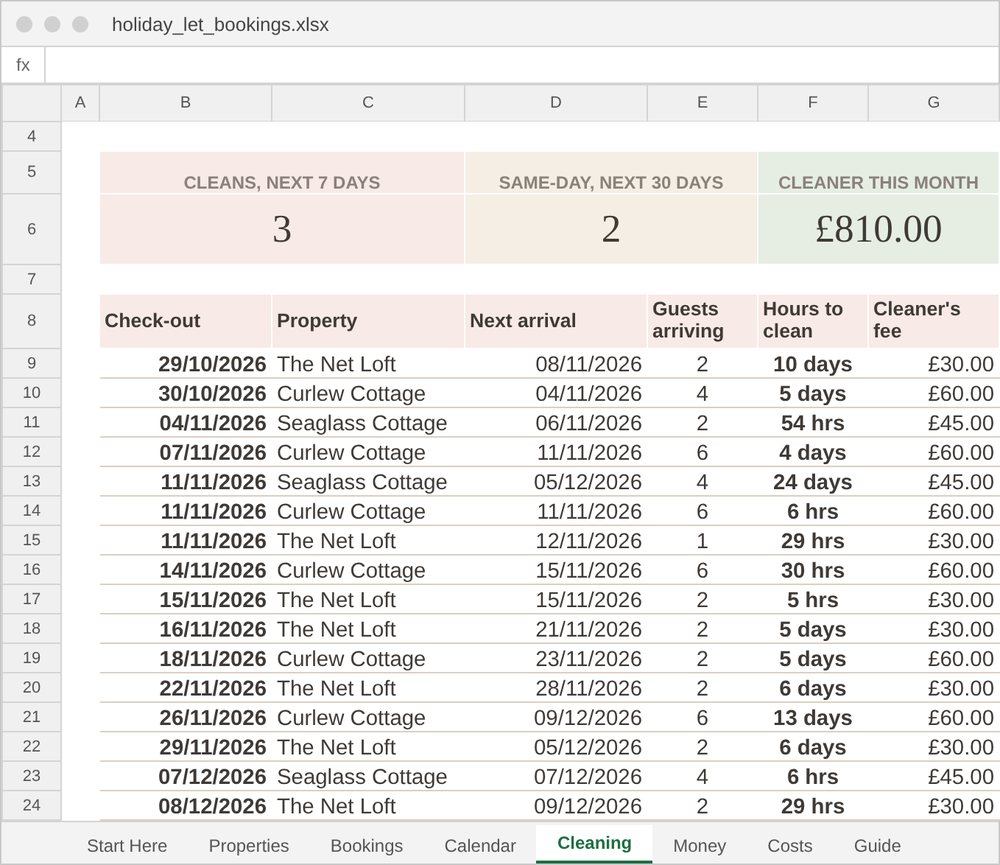 holiday_let_bookings.xlsx
fx
A B C D E F G
4
5 CLEANS, NEXT 7 DAYS SAME-DAY, NEXT 30 DAYS CLEANER THIS MONTH
6 3 2 £810.00
7
8 Check-out Property Next arrival Guests arriving Hours to clean Cleaner's fee
9 29/10/2026 The Net Loft 08/11/2026 2 10 days £30.00
10 30/10/2026 Curlew Cottage 04/11/2026 4 5 days £60.00
11 04/11/2026 Seaglass Cottage 06/11/2026 2 54 hrs £45.00
12 07/11/2026 Curlew Cottage 11/11/2026 6 4 days £60.00
13 11/11/2026 Seaglass Cottage 05/12/2026 4 24 days £45.00
14 11/11/2026 Curlew Cottage 11/11/2026 6 6 hrs £60.00
15 11/11/2026 The Net Loft 12/11/2026 1 29 hrs £30.00
16 14/11/2026 Curlew Cottage 15/11/2026 6 30 hrs £60.00
17 15/11/2026 The Net Loft 15/11/2026 2 5 hrs £30.00
18 16/11/2026 The Net Loft 21/11/2026 2 5 days £30.00
19 18/11/2026 Curlew Cottage 23/11/2026 2 5 days £60.00
20 22/11/2026 The Net Loft 28/11/2026 2 6 days £30.00
21 26/11/2026 Curlew Cottage 09/12/2026 6 13 days £60.00
22 29/11/2026 The Net Loft 05/12/2026 2 6 days £30.00
23 07/12/2026 Seaglass Cottage 07/12/2026 4 6 hrs £45.00
24 08/12/2026 The Net Loft 09/12/2026 2 29 hrs £30.00
Start Here Properties Bookings Calendar Cleaning Money Costs Guide